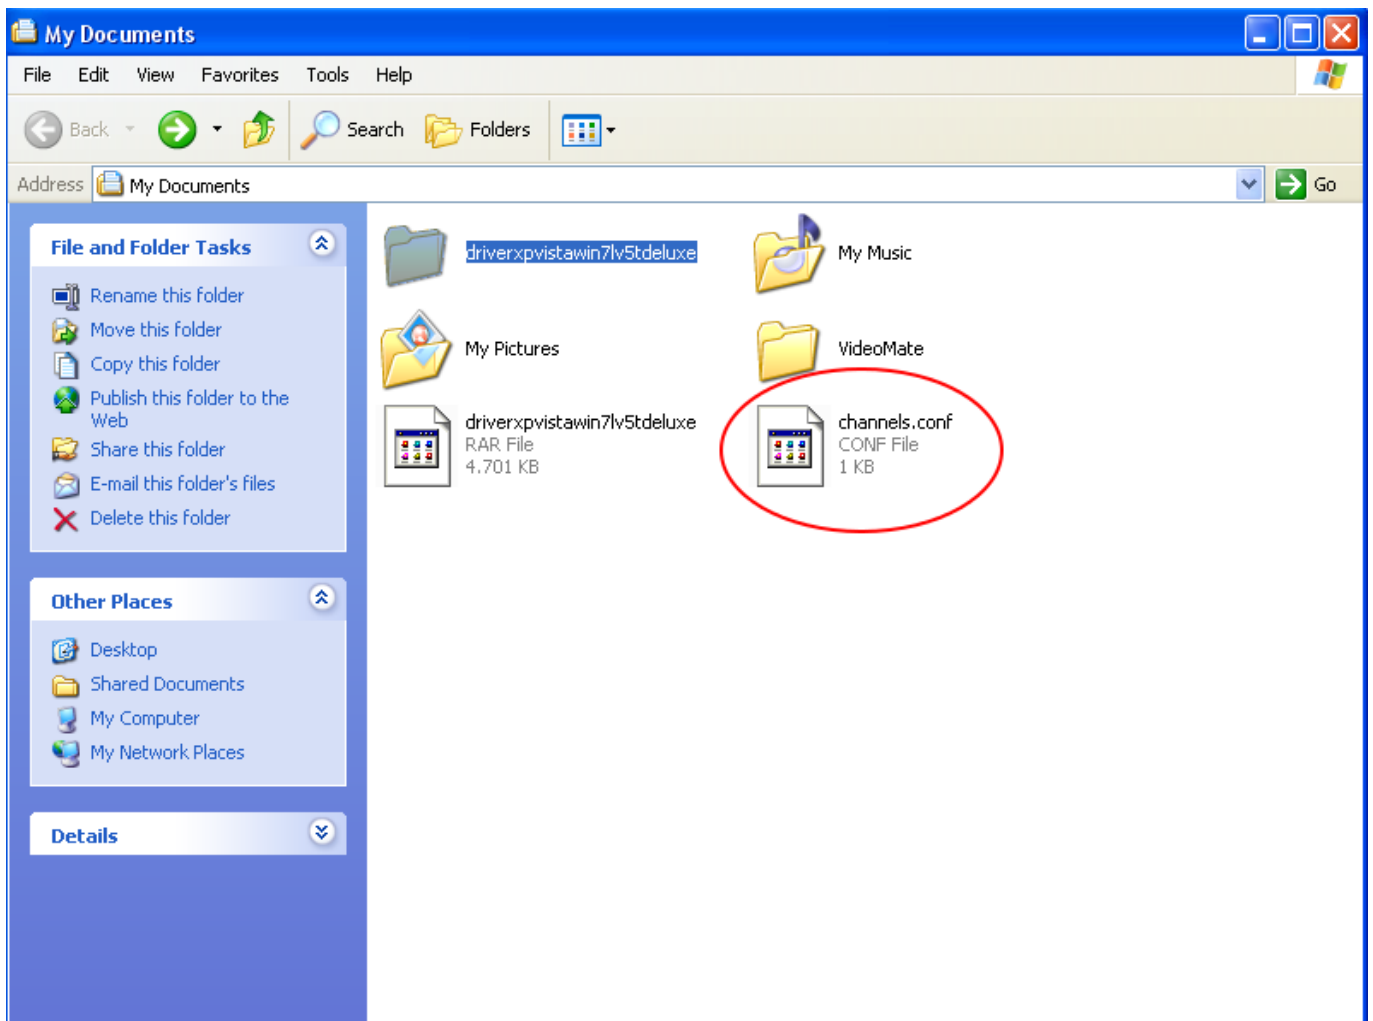 My Documents
File Edit View Favorites Tools Help
Back Search Folders
Address My Documents Go
File and Folder Tasks
Rename this folder
Move this folder
Copy this folder
Publish this folder to the
Web
Share this folder
E-mail this folder's files
Delete this folder
Other Places
Desktop
Shared Documents
My Computer
My Network Places
Details
driverxpvistawin7lv5tdeluxe
My Music
My Pictures
VideoMate
driverxpvistawin7lv5tdeluxe
RAR File
4.701 KB
channels.conf
CONF File
1 KB